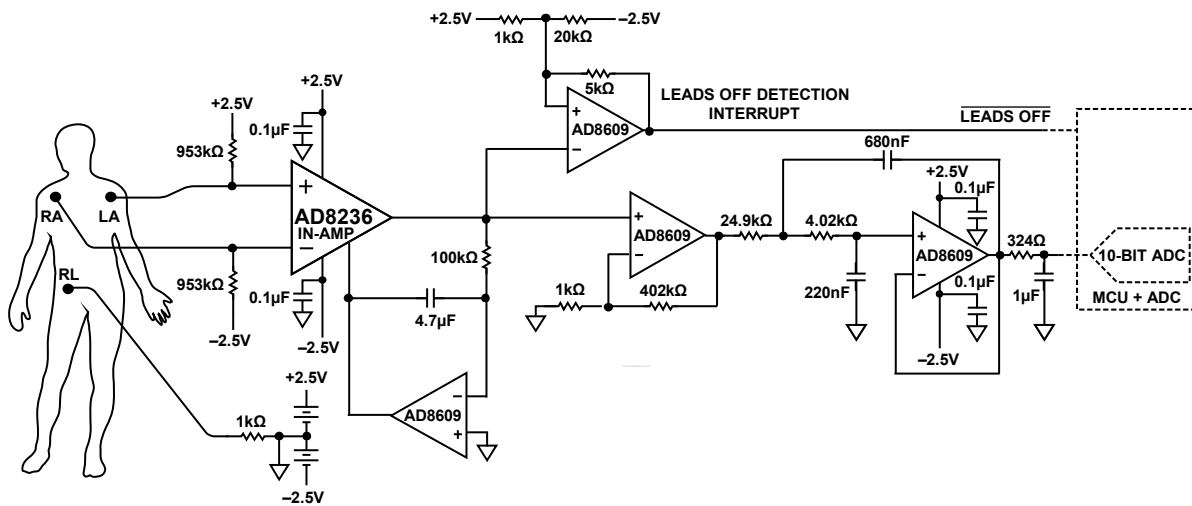 +2.5V
–2.5V
1kΩ
20kΩ
5kΩ
+
AD8609
–
LEADS OFF DETECTION
INTERRUPT
LEADS OFF
+2.5V
+2.5V
0.1µF
953kΩ
+
AD8236
IN-AMP
–
RA
LA
RL
953kΩ
0.1µF
–2.5V
–2.5V
100kΩ
4.7µF
–
AD8609
+
+2.5V
1kΩ
–2.5V
+
AD8609
–
1kΩ
402kΩ
24.9kΩ
680nF
4.02kΩ
220nF
+2.5V
0.1µF
+
AD8609
–
0.1µF
–2.5V
324Ω
1µF
10-BIT ADC
MCU + ADC